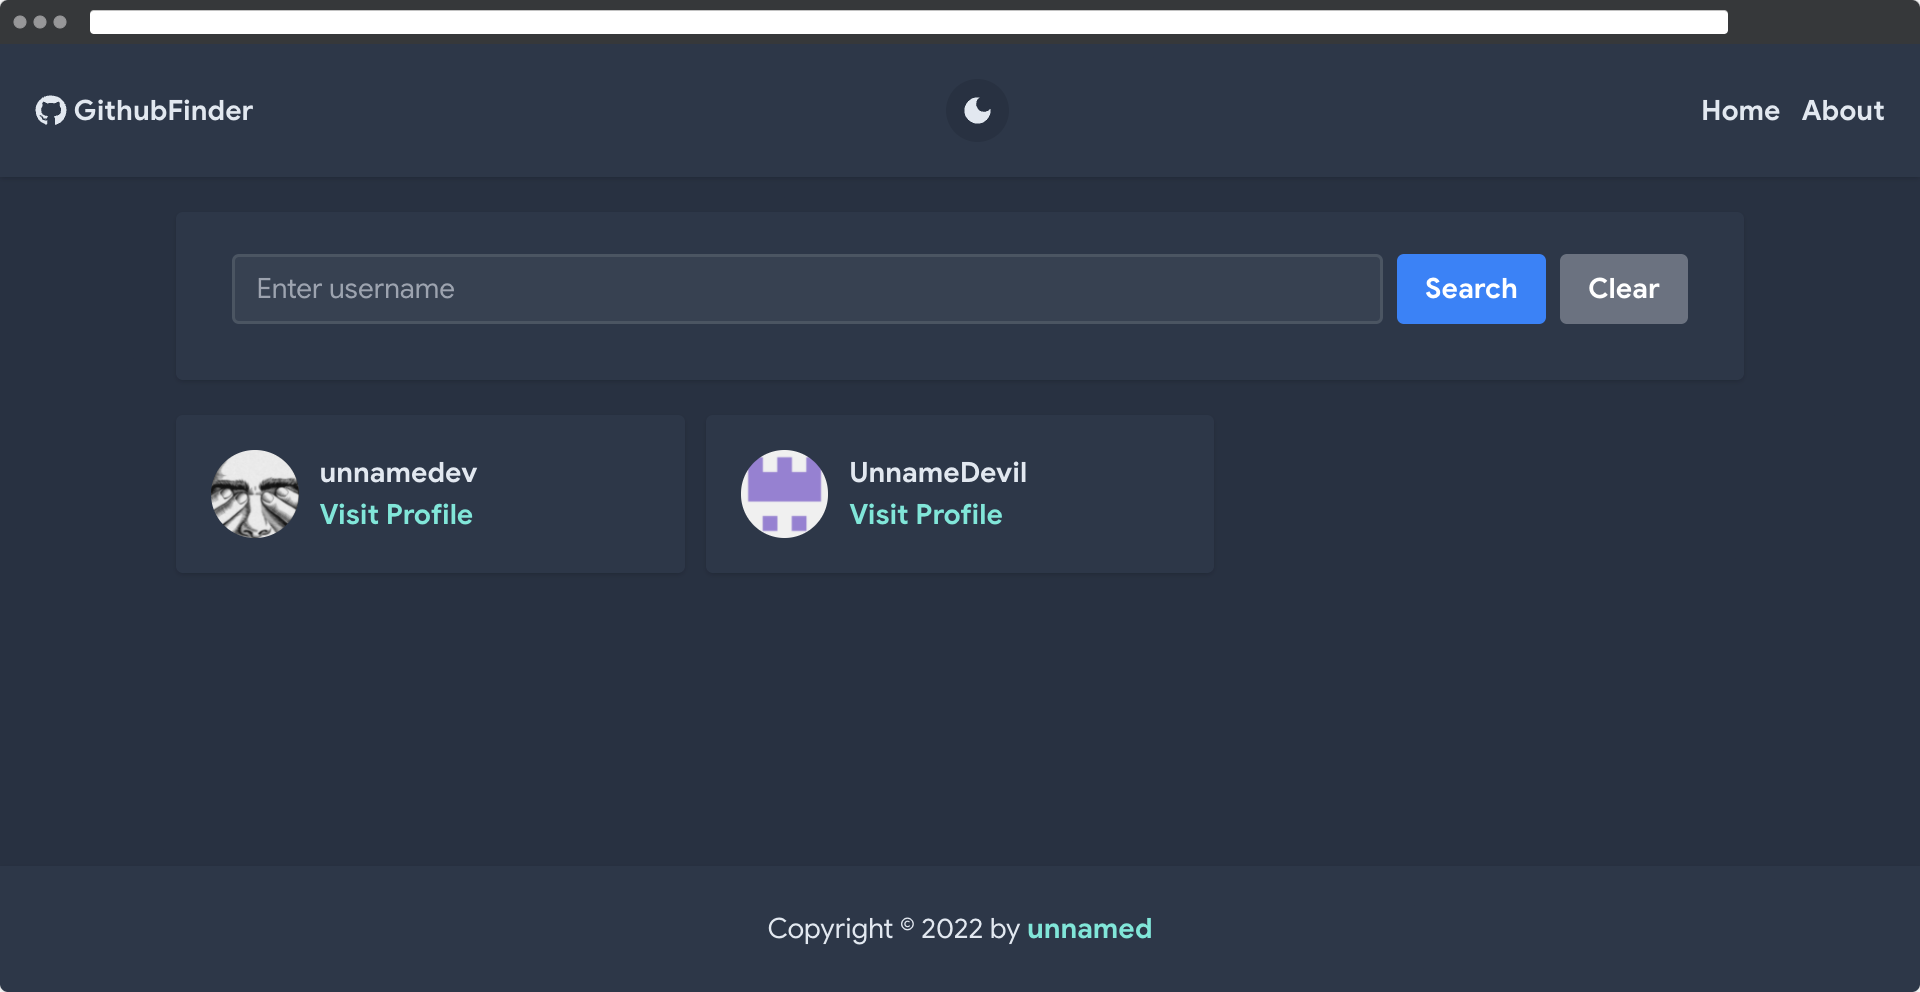 GithubFinder
Home About
Enter username
Search
Clear
unnamedev
Visit Profile
UnnameDevil
Visit Profile
Copyright © 2022 by unnamed